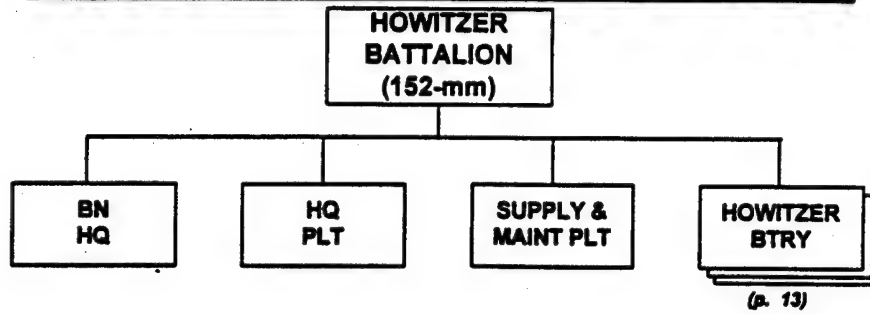 HOWITZER
BATTALION
(152-mm)
BN
HQ
HQ
PLT
SUPPLY &
MAINT PLT
HOWITZER
BTRY
(p. 13)